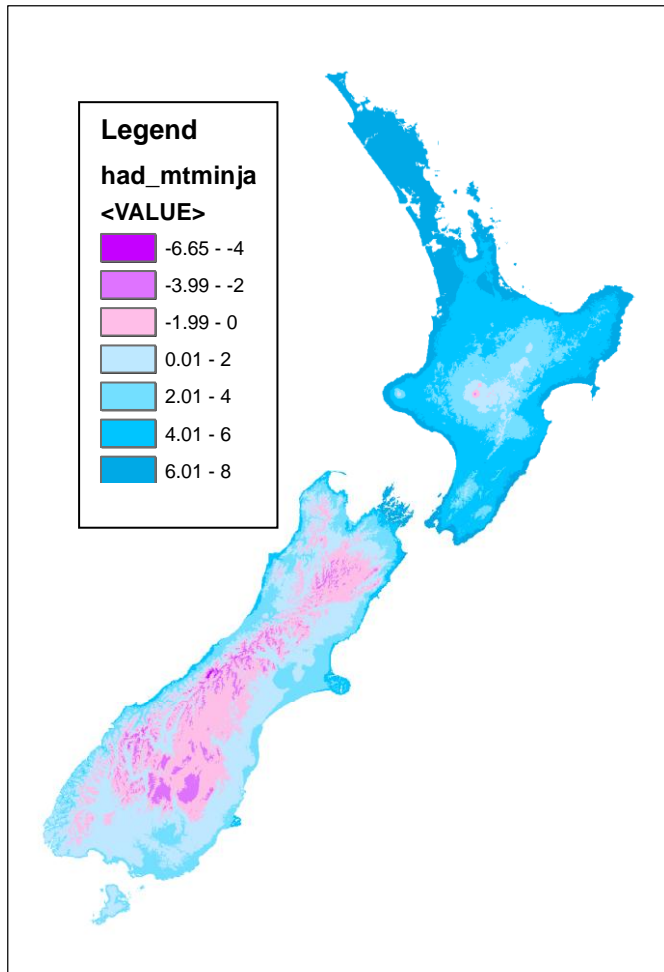 Legend
had_mtminja
<VALUE>
-6.65 - -4
-3.99 - -2
-1.99 - 0
0.01 - 2
2.01 - 4
4.01 - 6
6.01 - 8